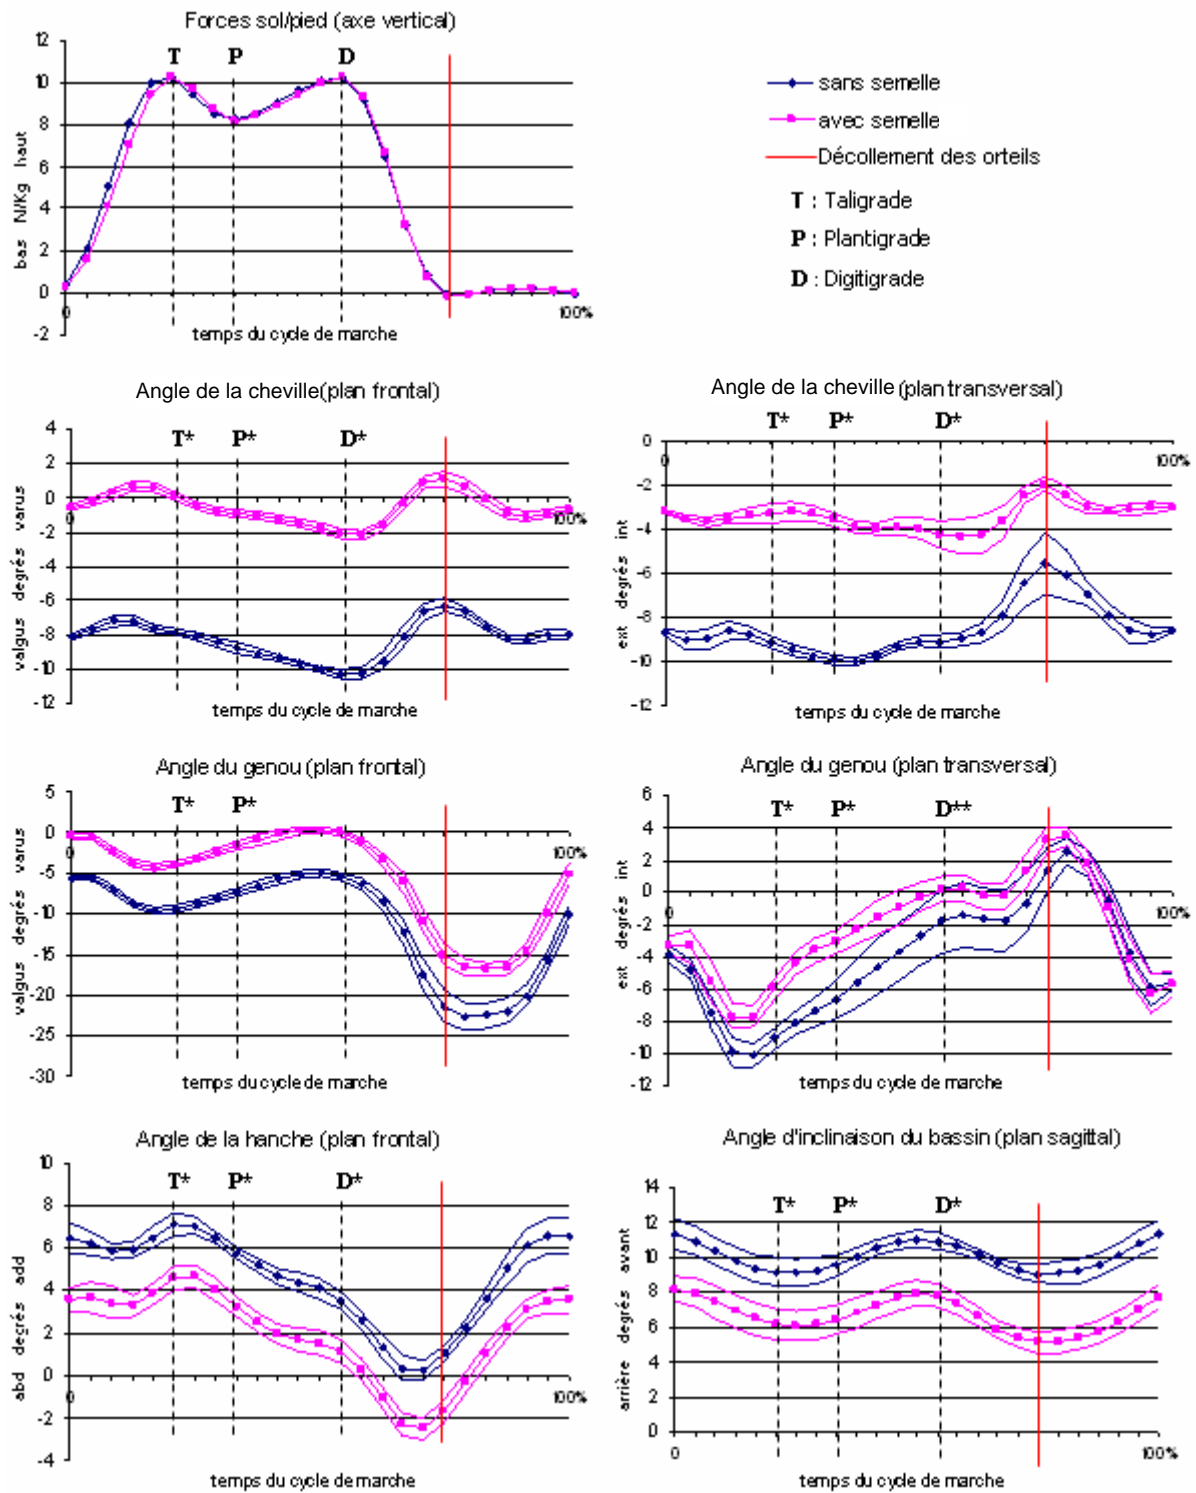 Forces sol/pied (axe vertical)
12
10
8
6
4
2
0
-2
bas N/Kg haut
T P D
0 100%
temps du cycle de marche
sans semelle
avec semelle
Décollement des orteils
T : Taligrade
P : Plantigrade
D : Digitigrade
Angle de la cheville(plan frontal)
4
2
0
-2
-4
-6
-8
-10
-12
valgus degrés varus
T* P* D*
0 100%
temps du cycle de marche
Angle de la cheville (plan transversal)
0
-2
-4
-6
-8
-10
-12
ext degrés int
T* P* D*
0 100%
temps du cycle de marche
Angle du genou (plan frontal)
5
0
-5
-10
-15
-20
-25
-30
valgus degrés varus
T* P*
0 100%
temps du cycle de marche
Angle du genou (plan transversal)
6
4
2
0
-2
-4
-6
-8
-10
-12
ext degrés int
T* P* D**
0 100%
temps du cycle de marche
Angle de la hanche (plan frontal)
10
8
6
4
2
0
-2
-4
abd degrés add
T* P* D*
0 100%
temps du cycle de marche
Angle d'inclinaison du bassin (plan sagittal)
14
12
10
8
6
4
2
0
arrière degrés avant
T* P* D*
0 100%
temps du cycle de marche